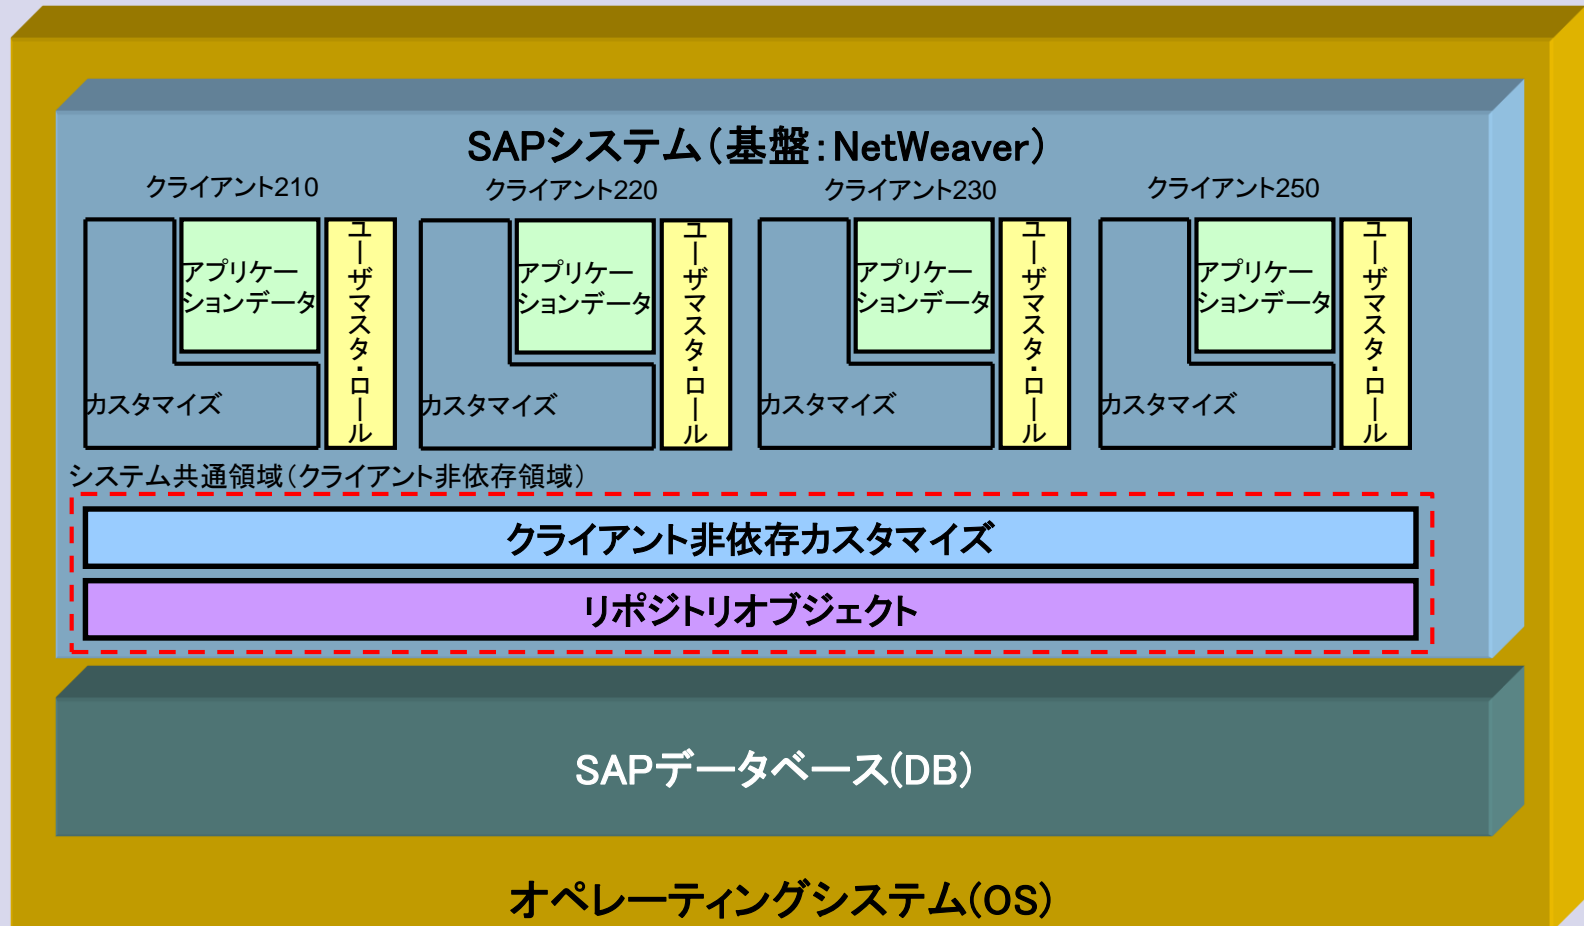 SAPシステム(基盤:NetWeaver)
クライアント210
クライアント220
クライアント230
クライアント250
アプリケー
ションデータ
ユーザマスタ・ロール
カスタマイズ
アプリケー
ションデータ
ユーザマスタ・ロール
カスタマイズ
アプリケー
ションデータ
ユーザマスタ・ロール
カスタマイズ
アプリケー
ションデータ
ユーザマスタ・ロール
カスタマイズ
システム共通領域(クライアント非依存領域)
クライアント非依存カスタマイズ
リポジトリオブジェクト
SAPデータベース(DB)
オペレーティングシステム(OS)